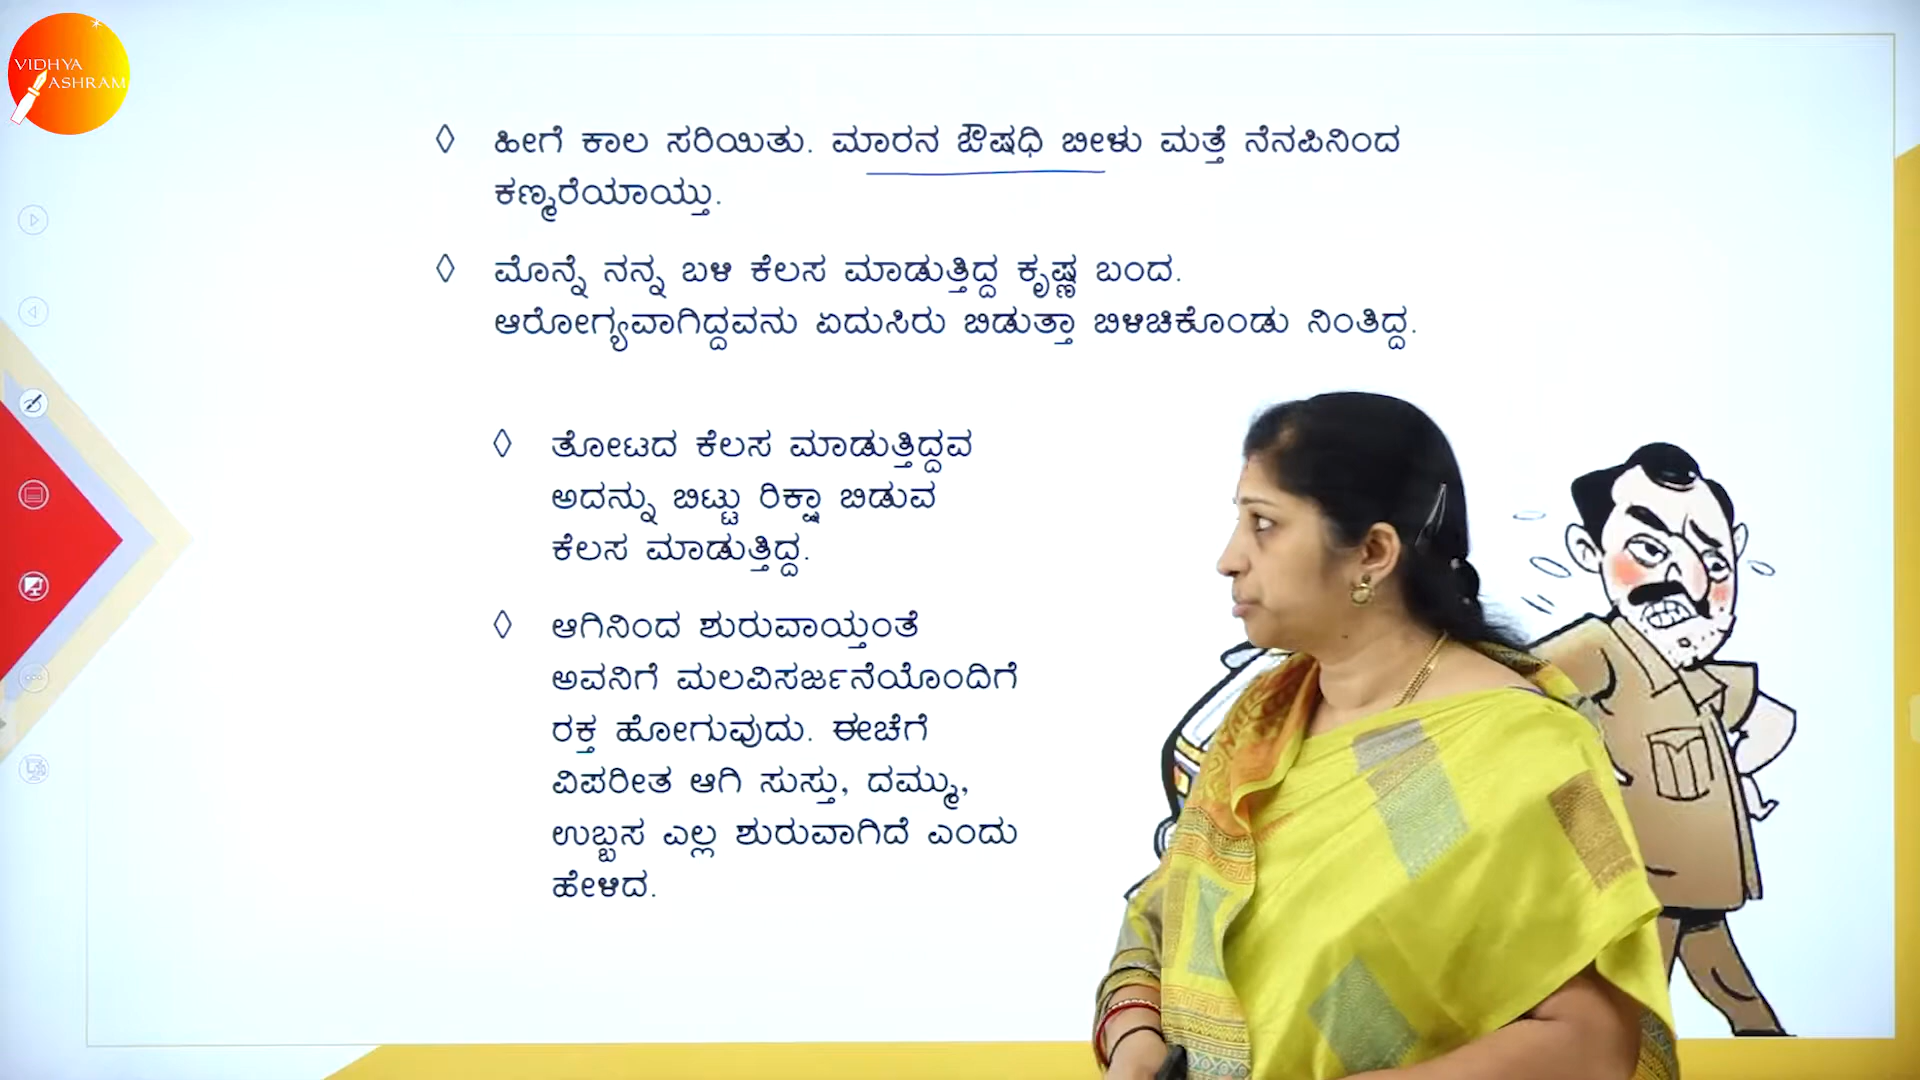 VIDHYA
ASHRAM
◊ ಹೀಗೆ ಕಾಲ ಸರಿಯಿತು. ಮಾರನ ಔಷಧಿ ಬೀಳು ಮತ್ತೆ ನೆನಪಿನಿಂದ
ಕಣ್ಮರೆಯಾಯ್ತು.
◊ ಮೊನ್ನೆ ನನ್ನ ಬಳಿ ಕೆಲಸ ಮಾಡುತ್ತಿದ್ದ ಕೃಷ್ಣ ಬಂದ.
ಆರೋಗ್ಯವಾಗಿದ್ದವನು ಏದುಸಿರು ಬಿಡುತ್ತಾ ಬಿಳಿಚಿಕೊಂಡು ನಿಂತಿದ್ದ.
◊ ತೋಟದ ಕೆಲಸ ಮಾಡುತ್ತಿದ್ದವ
ಅದನ್ನು ಬಿಟ್ಟು ರಿಕ್ಷಾ ಬಿಡುವ
ಕೆಲಸ ಮಾಡುತ್ತಿದ್ದ.
◊ ಆಗಿನಿಂದ ಶುರುವಾಯ್ತಂತೆ
ಅವನಿಗೆ ಮಲವಿಸರ್ಜನೆಯೊಂದಿಗೆ
ರಕ್ತ ಹೋಗುವುದು. ಈಚೆಗೆ
ವಿಪರೀತ ಆಗಿ ಸುಸ್ತು, ದಮ್ಮು,
ಉಬ್ಬಸ ಎಲ್ಲ ಶುರುವಾಗಿದೆ ಎಂದು
ಹೇಳಿದ.